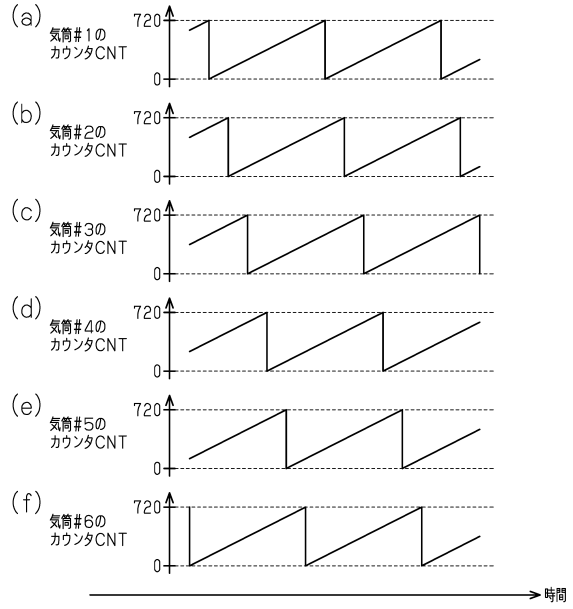 (a)
気筒#1の
カウンタCNT
720
0
(b)
気筒#2の
カウンタCNT
720
0
(c)
気筒#3の
カウンタCNT
720
0
(d)
気筒#4の
カウンタCNT
720
0
(e)
気筒#5の
カウンタCNT
720
0
(f)
気筒#6の
カウンタCNT
720
0
時間